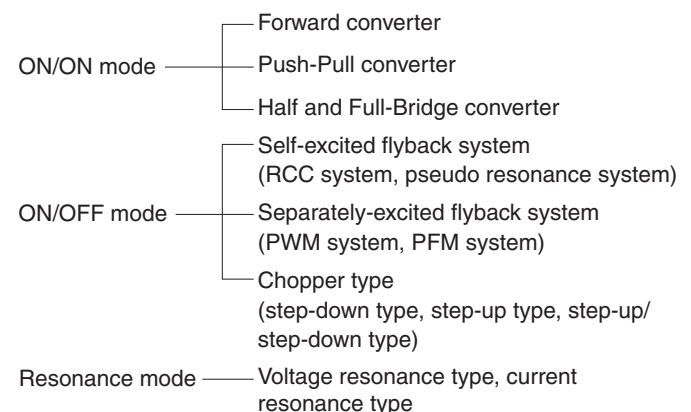 Forward converter
ON/ON mode
Push-Pull converter
Half and Full-Bridge converter
Self-excited flyback system
(RCC system, pseudo resonance system)
ON/OFF mode
Separately-excited flyback system
(PWM system, PFM system)
Chopper type
(step-down type, step-up type, step-up/
step-down type)
Resonance mode
Voltage resonance type, current
resonance type